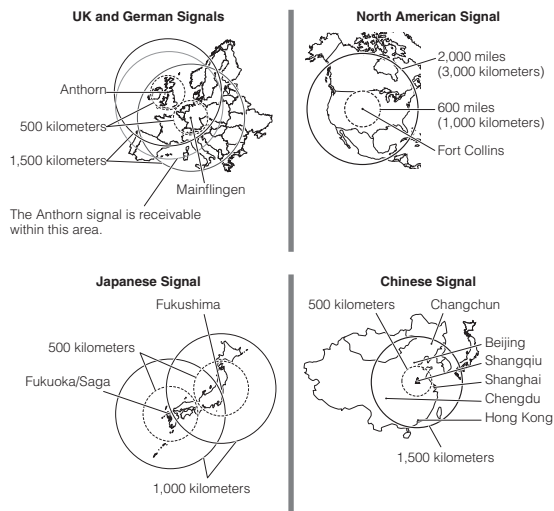 UK and German Signals
Anthorn
500 kilometers
1,500 kilometers
Mainflingen
The Anthorn signal is receivable
within this area.
North American Signal
2,000 miles
(3,000 kilometers)
600 miles
(1,000 kilometers)
Fort Collins
Japanese Signal
Fukushima
500 kilometers
Fukuoka/Saga
1,000 kilometers
Chinese Signal
500 kilometers
Changchun
Beijing
Shangqiu
Shanghai
Chengdu
Hong Kong
1,500 kilometers